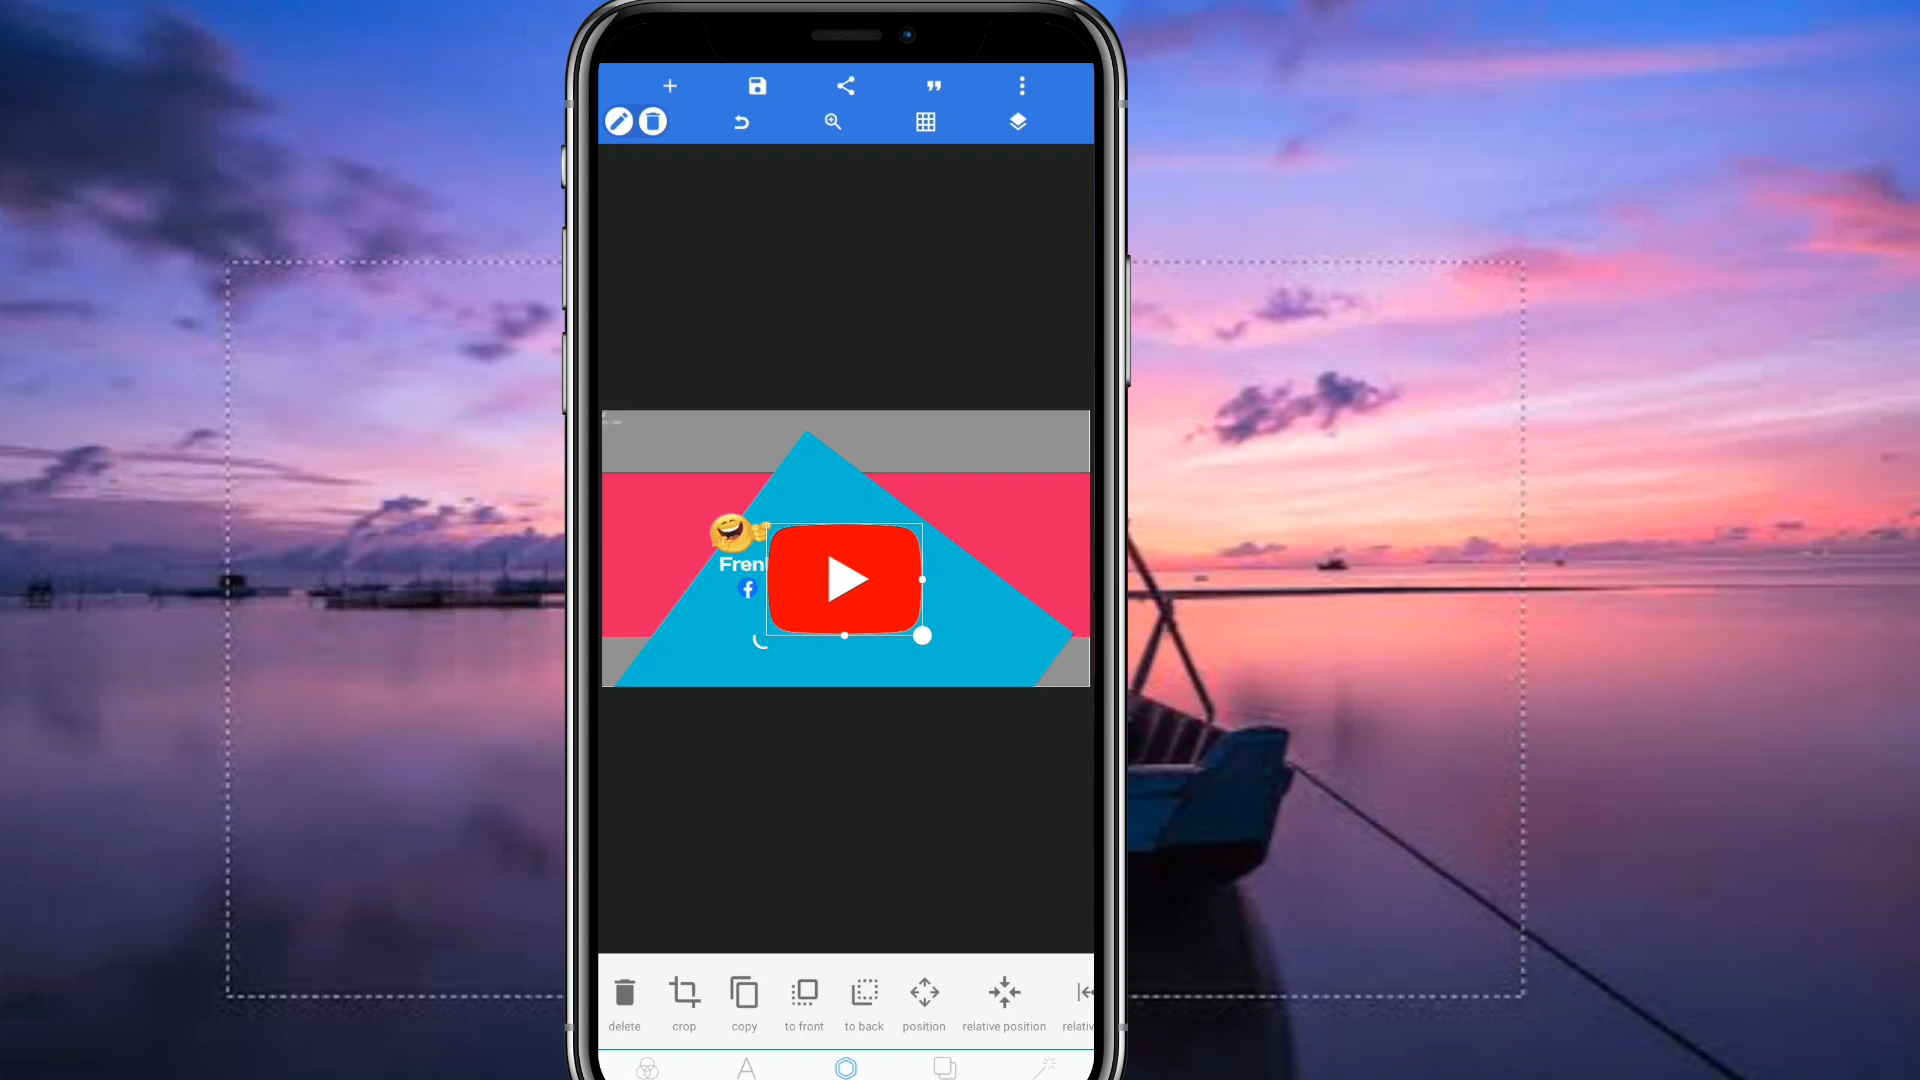 Fren
delete
crop
copy
to front
to back
position
relative position
relativ